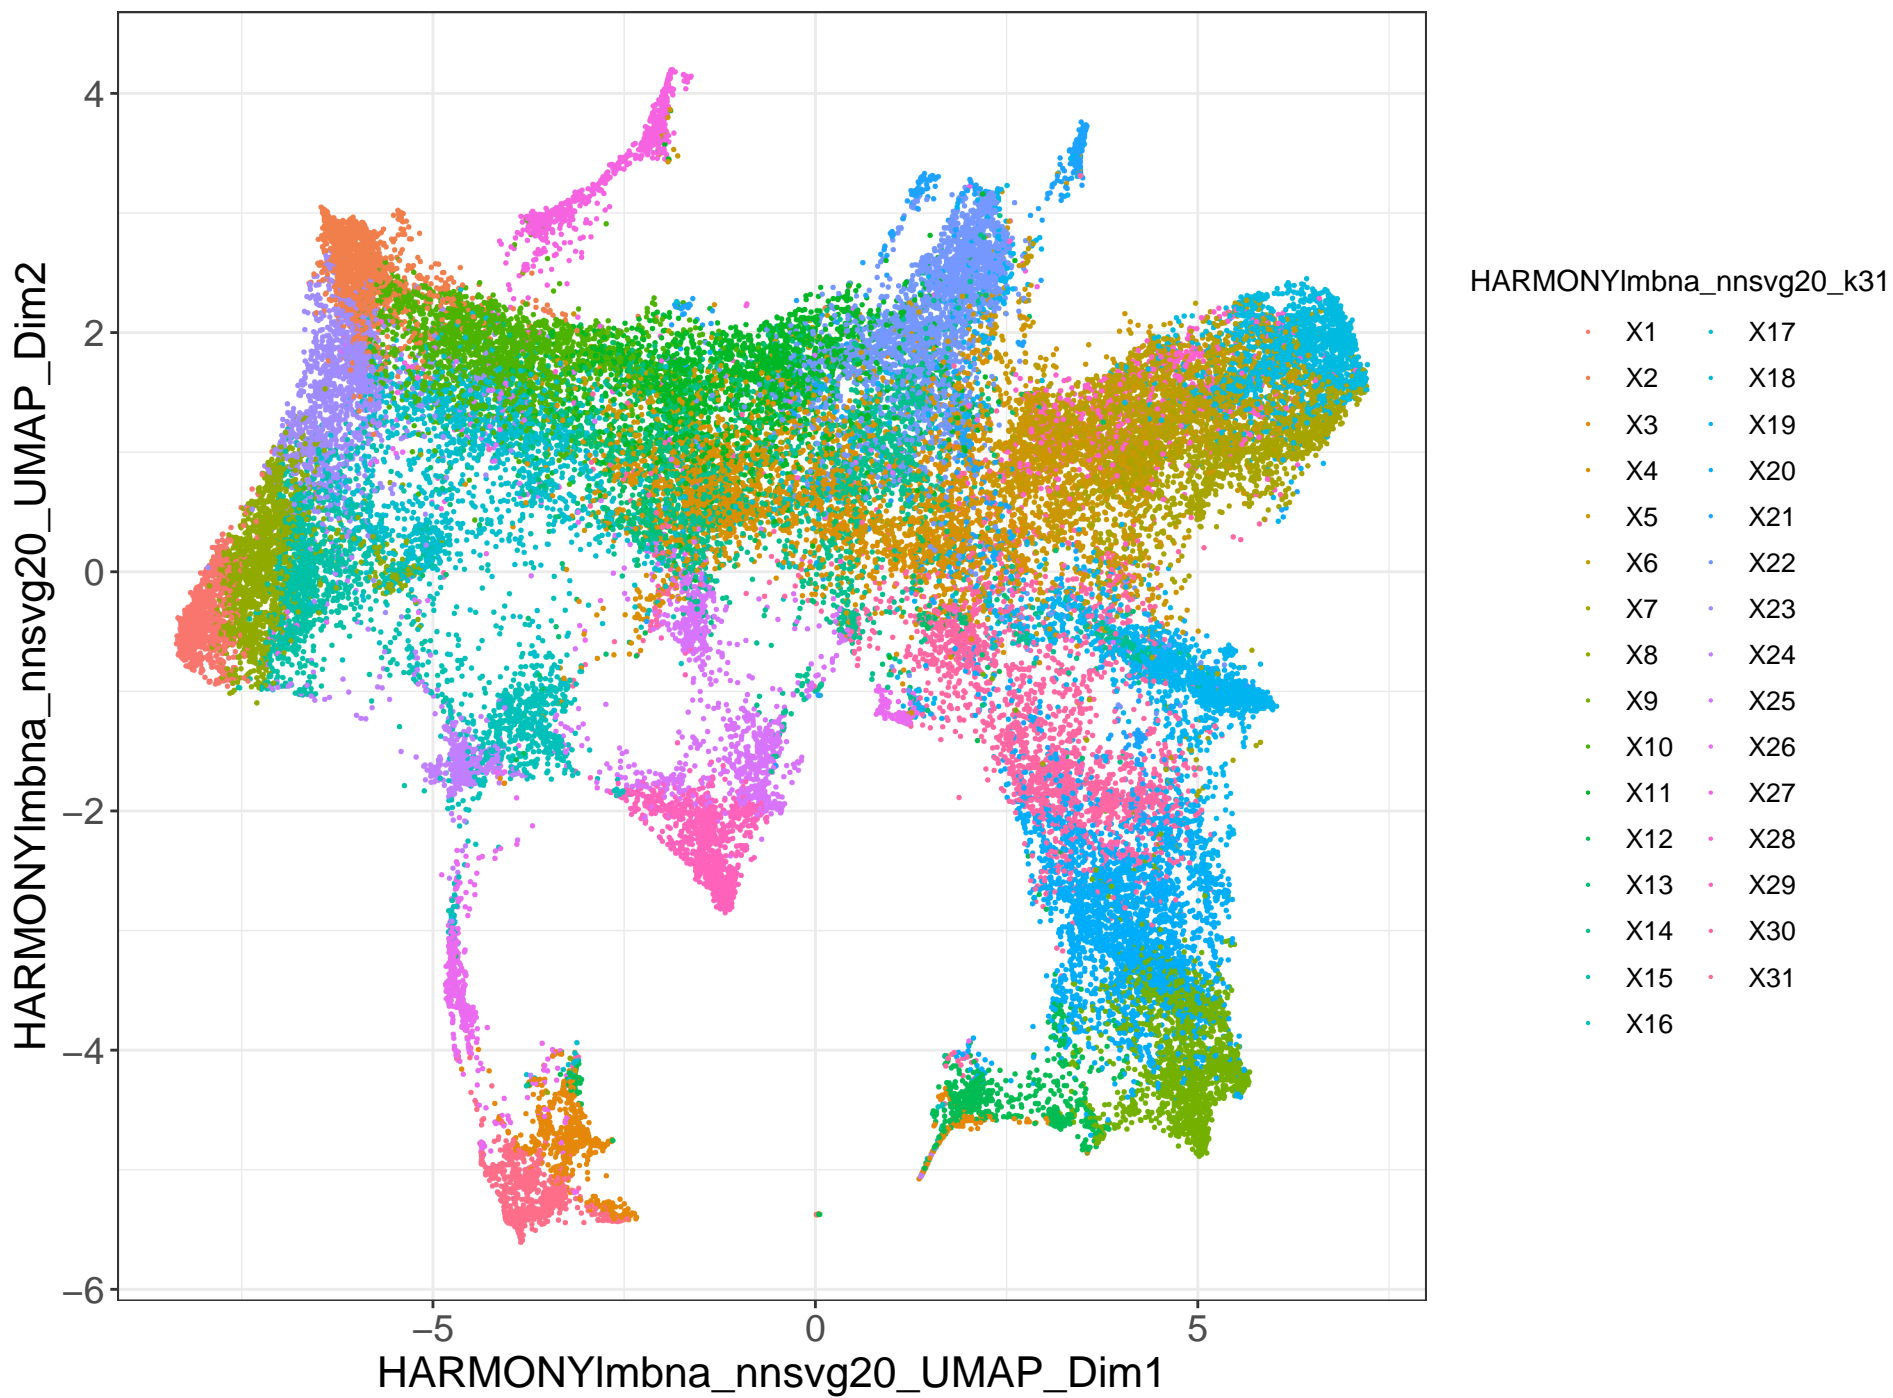 HARMONYlmbna_nnsvg20_UMAP_Dim2
4
2
0
−2
−4
−6
−5
0
5
HARMONYlmbna_nnsvg20_UMAP_Dim1
HARMONYlmbna_nnsvg20_k31
X1
X2
X3
X4
X5
X6
X7
X8
X9
X10
X11
X12
X13
X14
X15
X16
X17
X18
X19
X20
X21
X22
X23
X24
X25
X26
X27
X28
X29
X30
X31